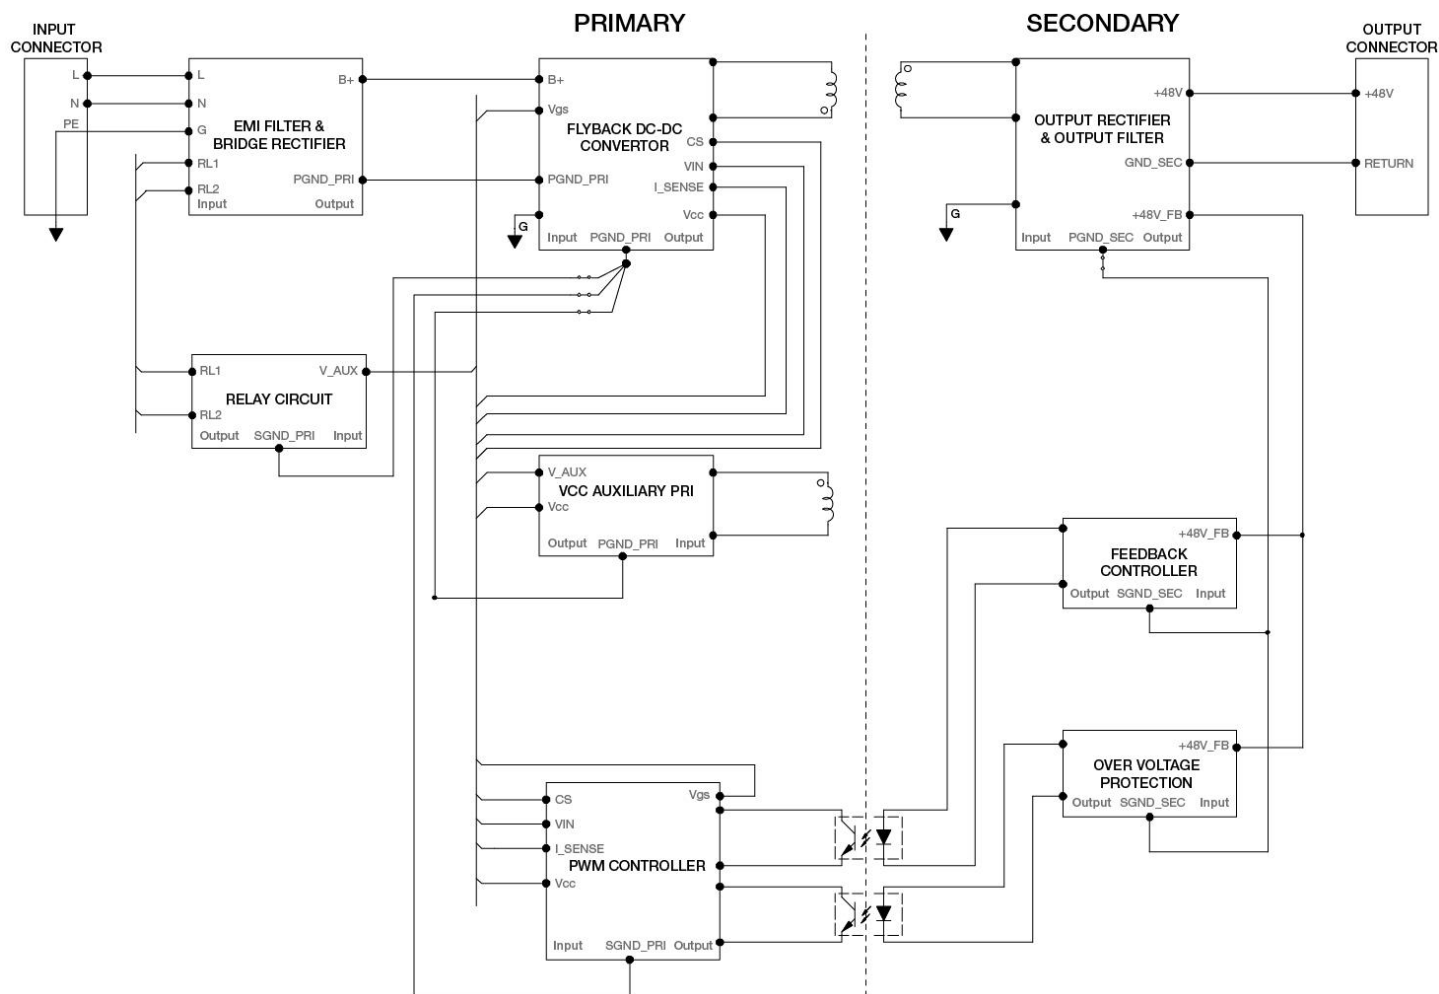 PRIMARY
SECONDARY
INPUT
CONNECTOR
L
N
PE
L
N
G
RL1
RL2
Input
EMI FILTER &
BRIDGE RECTIFIER
B+
PGND_PRI
Output
B+
Vgs
PGND_PRI
G
Input
FLYBACK DC-DC
CONVERTOR
PGND_PRI
CS
VIN
I_SENSE
Vcc
Output
OUTPUT RECTIFIER
& OUTPUT FILTER
+48V
GND_SEC
+48V_FB
G
Input
PGND_SEC
Output
OUTPUT
CONNECTOR
+48V
RETURN
RL1
V_AUX
RELAY CIRCUIT
RL2
Output
SGND_PRI
Input
V_AUX
VCC AUXILIARY PRI
Vcc
Output
PGND_PRI
Input
+48V_FB
FEEDBACK
CONTROLLER
Output
SGND_SEC
Input
+48V_FB
OVER VOLTAGE
PROTECTION
Output
SGND_SEC
Input
Vgs
CS
VIN
I_SENSE
PWM CONTROLLER
Vcc
Input
SGND_PRI
Output